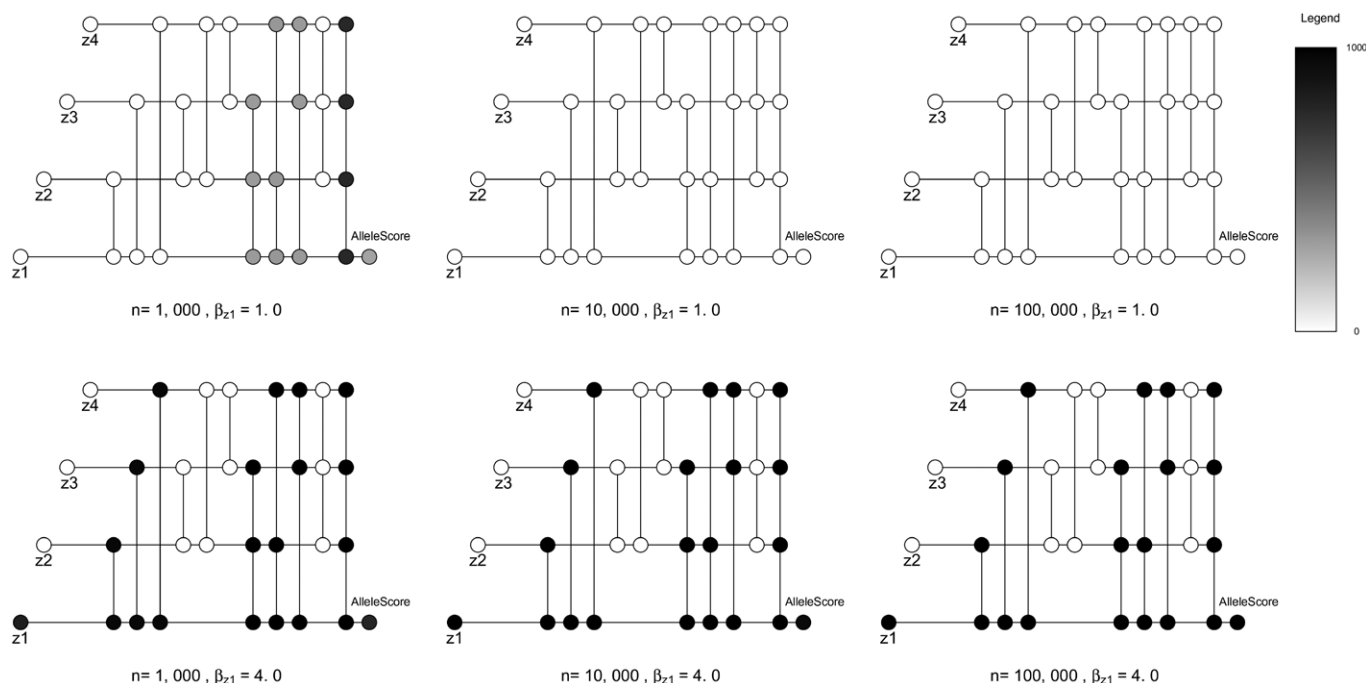 Legend
1000
0
z4
z3
z2
AlleleScore
z1
n= 1, 000 , βz1 = 1. 0
z4
z3
z2
AlleleScore
z1
n= 10, 000 , βz1 = 1. 0
z4
z3
z2
AlleleScore
z1
n= 100, 000 , βz1 = 1. 0
z4
z3
z2
AlleleScore
z1
n= 1, 000 , βz1 = 4. 0
z4
z3
z2
AlleleScore
z1
n= 10, 000 , βz1 = 4. 0
z4
z3
z2
AlleleScore
z1
n= 100, 000 , βz1 = 4. 0